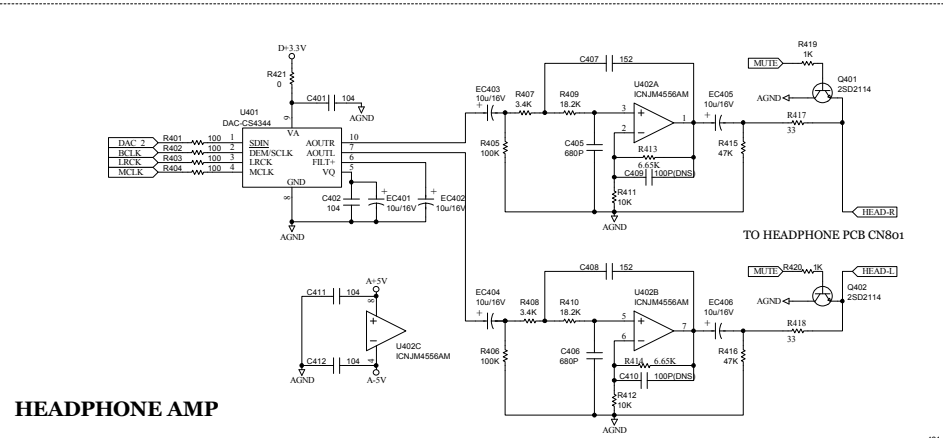 D+3.3V
R421
0
C401 104
AGND
U401
DAC-CS4344
9
VA
DAC_2 R401 100 1 SDIN AOUTR 10
BCLK R402 100 2 DEM/SCLK AOUTL 7
LRCK R403 100 3 LRCK FILT+ 6
MCLK R404 100 4 MCLK VQ 5
GND
8
C402
104
+
EC401
10u/16V
+
EC402
10u/16V
AGND
EC403
10u/16V
+
R405
100K
R407
3.4K
R409
18.2K
C407 152
C405
680P
U402A
ICNJM4556AM
3 +
2 -
1
R413
6.65K
C409 100P(DNS)
R411
10K
AGND
EC405
10u/16V
+
R415
47K
R417
33
MUTE
R419
1K
Q401
2SD2114
AGND
HEAD-R
TO HEADPHONE PCB CN801
C411 104
C412 104
AGND
A+5V
8
+
-
4
A-5V
U402C
ICNJM4556AM
EC404
10u/16V
+
R406
100K
R408
3.4K
R410
18.2K
C408 152
C406
680P
U402B
ICNJM4556AM
5 +
6 -
7
R414 6.65K
C410 100P(DNS)
R412
10K
AGND
EC406
10u/16V
+
R416
47K
R418
33
MUTE R420 1K
HEAD-L
Q402
2SD2114
AGND
HEADPHONE AMP